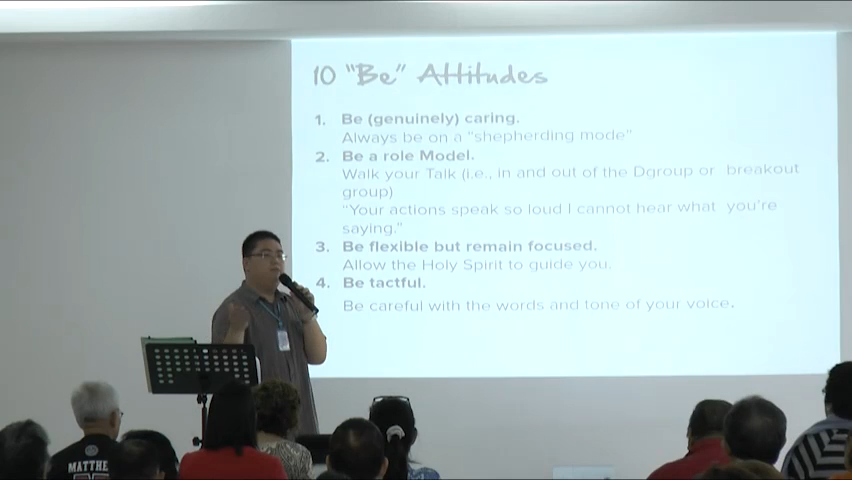 10 "Be" Attitudes
1. Be (genuinely) caring.
Always be on a "shepherding mode"
2. Be a role Model.
Walk your Talk (i.e., in and out of the Dgroup or breakout
group)
"Your actions speak so loud I cannot hear what you're
saying."
3. Be flexible but remain focused.
Allow the Holy Spirit to guide you.
4. Be tactful.
Be careful with the words and tone of your voice.
MATTHE